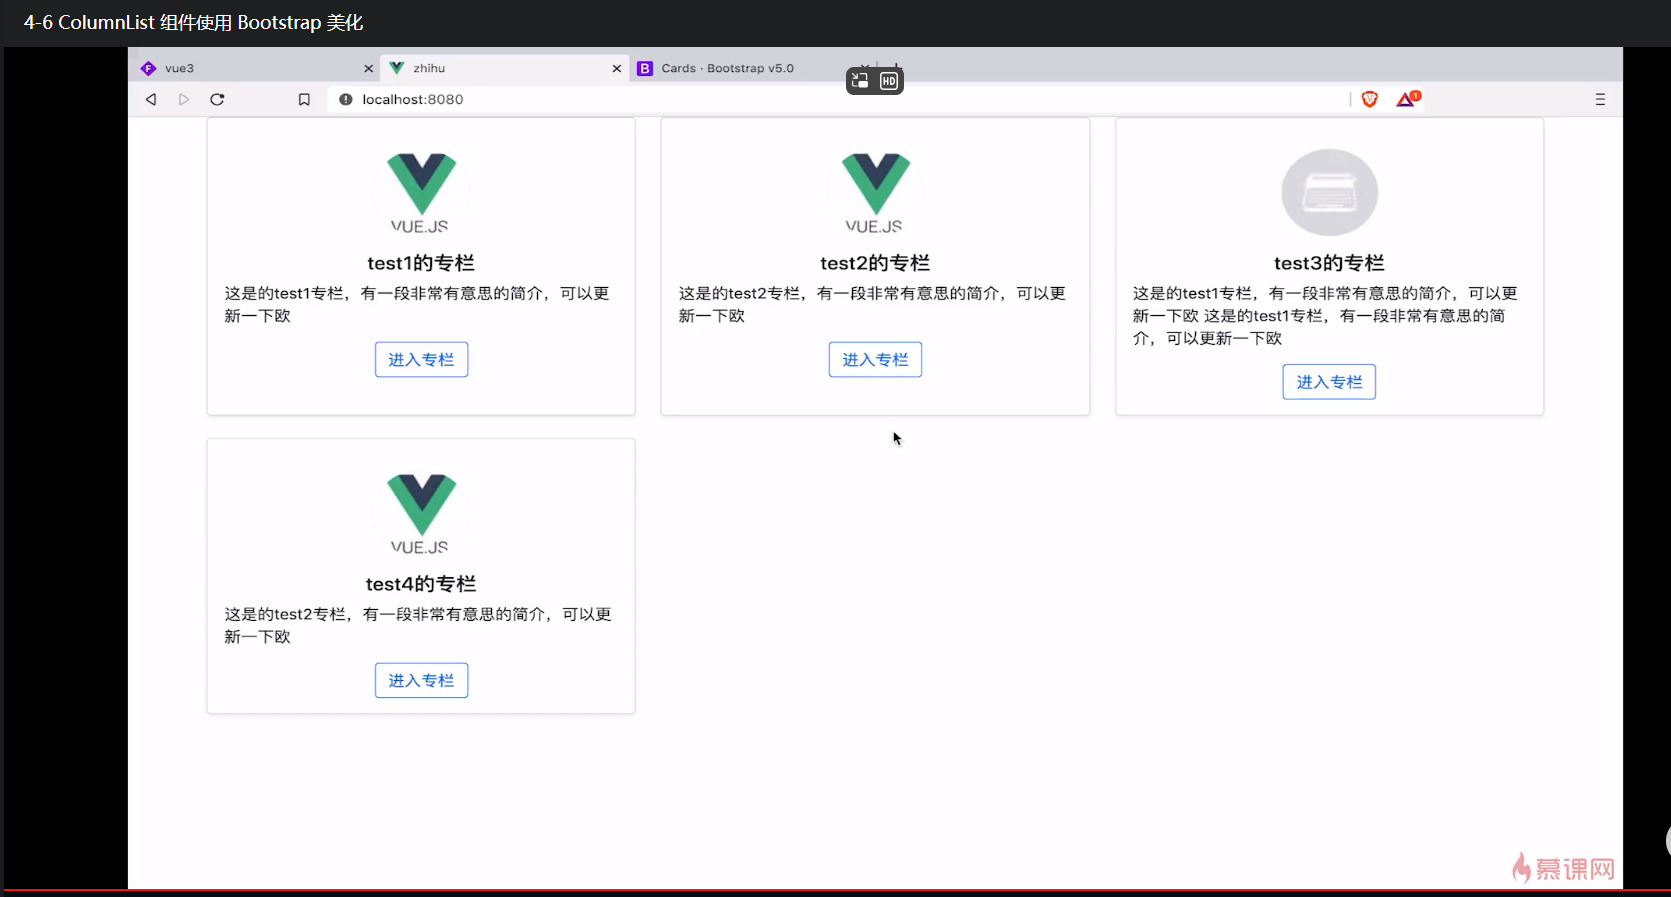 4-6 ColumnList 组件使用 Bootstrap 美化
vue3
zhihu
Cards · Bootstrap v5.0
HD
localhost:8080
1
VUE.JS
test1的专栏
这是的test1专栏，有一段非常有意思的简介，可以更
新一下欧
进入专栏
VUE.JS
test2的专栏
这是的test2专栏，有一段非常有意思的简介，可以更
新一下欧
进入专栏
test3的专栏
这是的test1专栏，有一段非常有意思的简介，可以更
新一下欧 这是的test1专栏，有一段非常有意思的简
介，可以更新一下欧
进入专栏
VUE.JS
test4的专栏
这是的test2专栏，有一段非常有意思的简介，可以更
新一下欧
进入专栏
慕课网